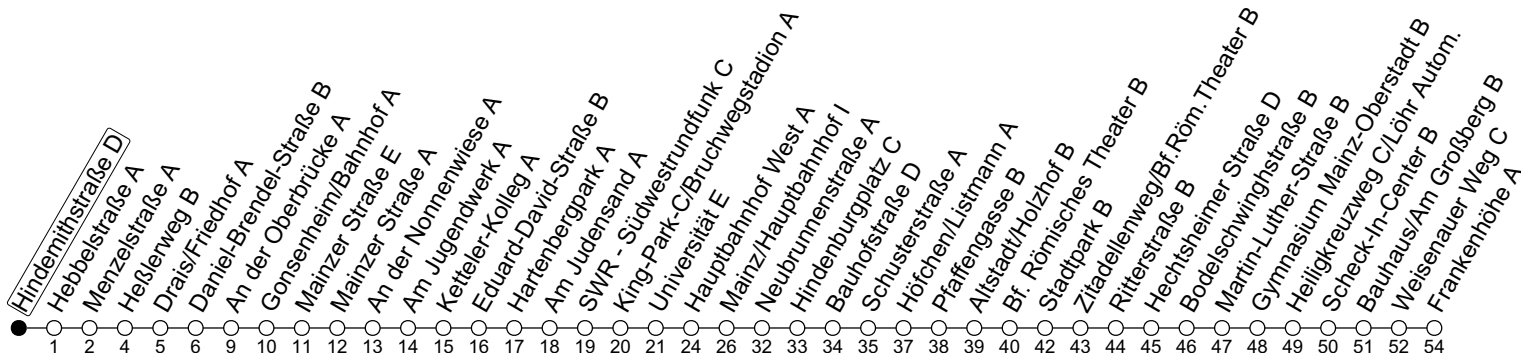 Hindemithstraße D
Hebbelstraße A
Menzelstraße A
Heßlerweg B
Drais/Friedhof A
Daniel-Brendel-Straße B
An der Oberbrücke A
Gonsenheim/Bahnhof A
Mainzer Straße E
Mainzer Straße A
An der Nonnenwiese A
Am Jugendwerk A
Ketteler-Kolleg A
Eduard-David-Straße B
Hartenbergpark A
Am Judensand A
SWR - Südwestrundfunk C
King-Park-C/Bruchwegstadion A
Universität E
Hauptbahnhof West A
Mainz/Hauptbahnhof I
Neubrunnenstraße A
Hindenburgplatz C
Bauhofstraße D
Schusterstraße A
Höfchen/Listmann A
Pfaffengasse B
Altstadt/Holzhof B
Bf. Römisches Theater B
Stadtpark B
Zitadellenweg/Bf.Röm.Theater B
Ritterstraße B
Hechtsheimer Straße D
Bodelschwinghstraße B
Martin-Luther-Straße B
Gymnasium Mainz-Oberstadt B
Heiligkreuzweg C/Löhr Autom.
Scheck-In-Center B
Bauhaus/Am Großberg B
Weisenauer Weg C
Frankenhöhe A
1 2 4 5 6 9 10 11 12 13 14 15 16 17 18 19 20 21 24 26 32 33 34 35 37 38 39 40 42 43 44 45 46 47 48 49 50 51 52 54